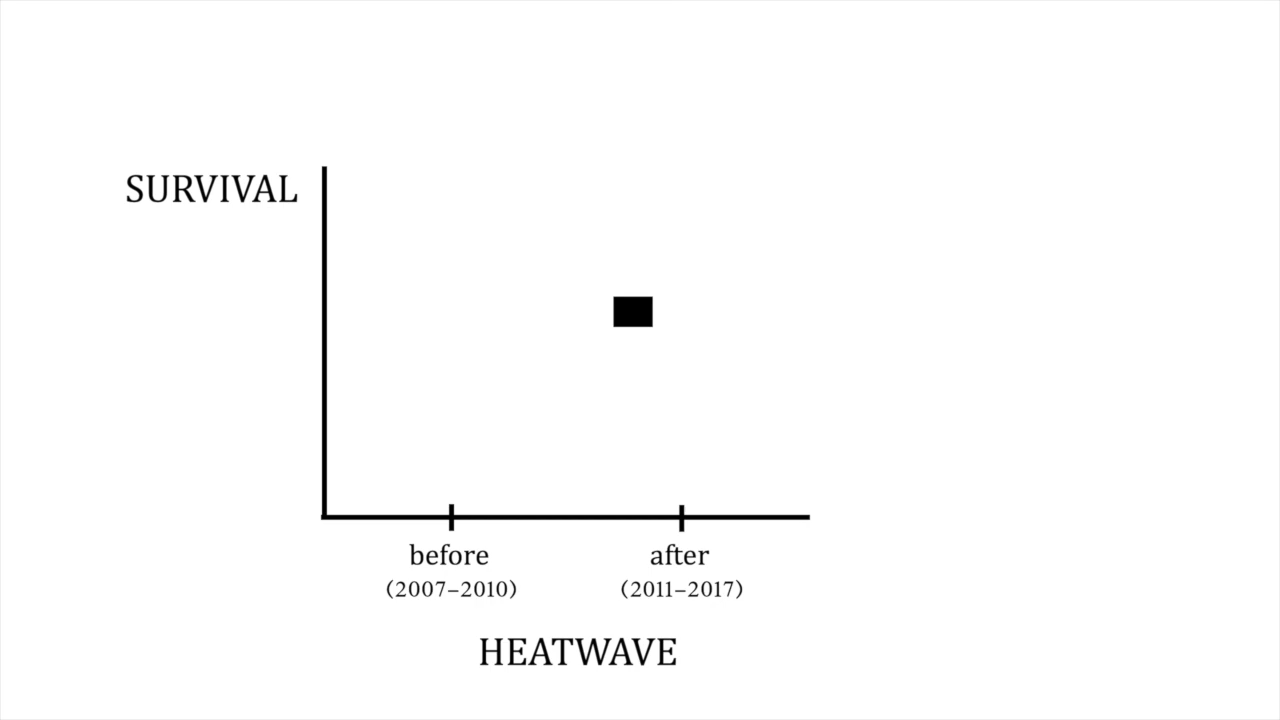 SURVIVAL
before
after
(2007–2010)
(2011–2017)
HEATWAVE